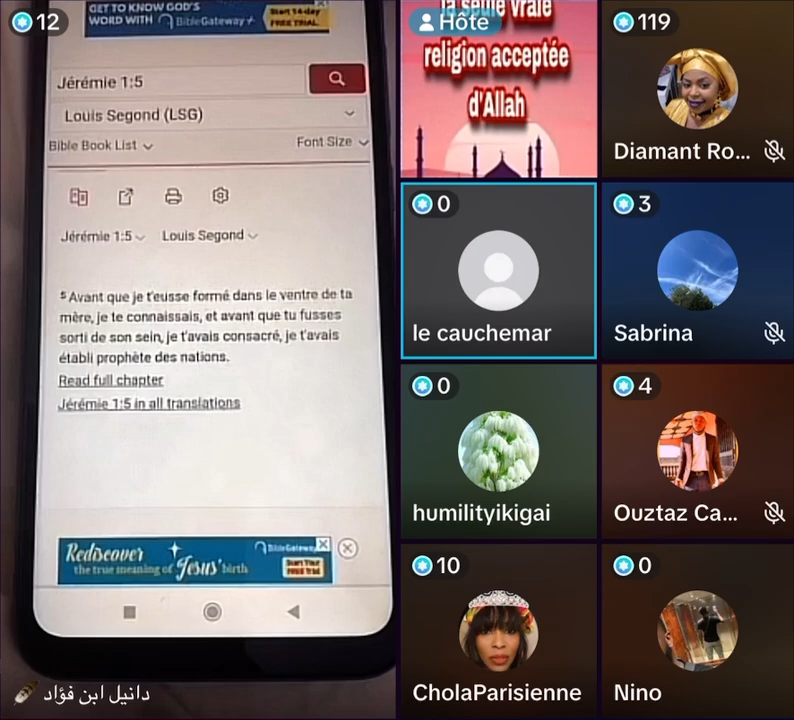 12
GET TO KNOW GOD'S
WORD WITH BibleGateway+
Start 14-day
FREE TRIAL
Jérémie 1:5
Louis Segond (LSG)
Bible Book List
Font Size
Jérémie 1:5
Louis Segond
5 Avant que je t'eusse formé dans le ventre de ta
mère, je te connaissais, et avant que tu fusses
sorti de son sein, je t'avais consacré, je t'avais
établi prophète des nations.
Read full chapter
Jérémie 1:5 in all translations
Rediscover
the true meaning of Jesus' birth
BibleGateway
Start Your
FREE Trial
دانيل ابن فؤاد
Hôte
la seule vraie
religion acceptée
d'Allah
119
Diamant Ro...
0
le cauchemar
3
Sabrina
0
humilityikigai
4
Ouztaz Ca...
10
CholaParisienne
0
Nino